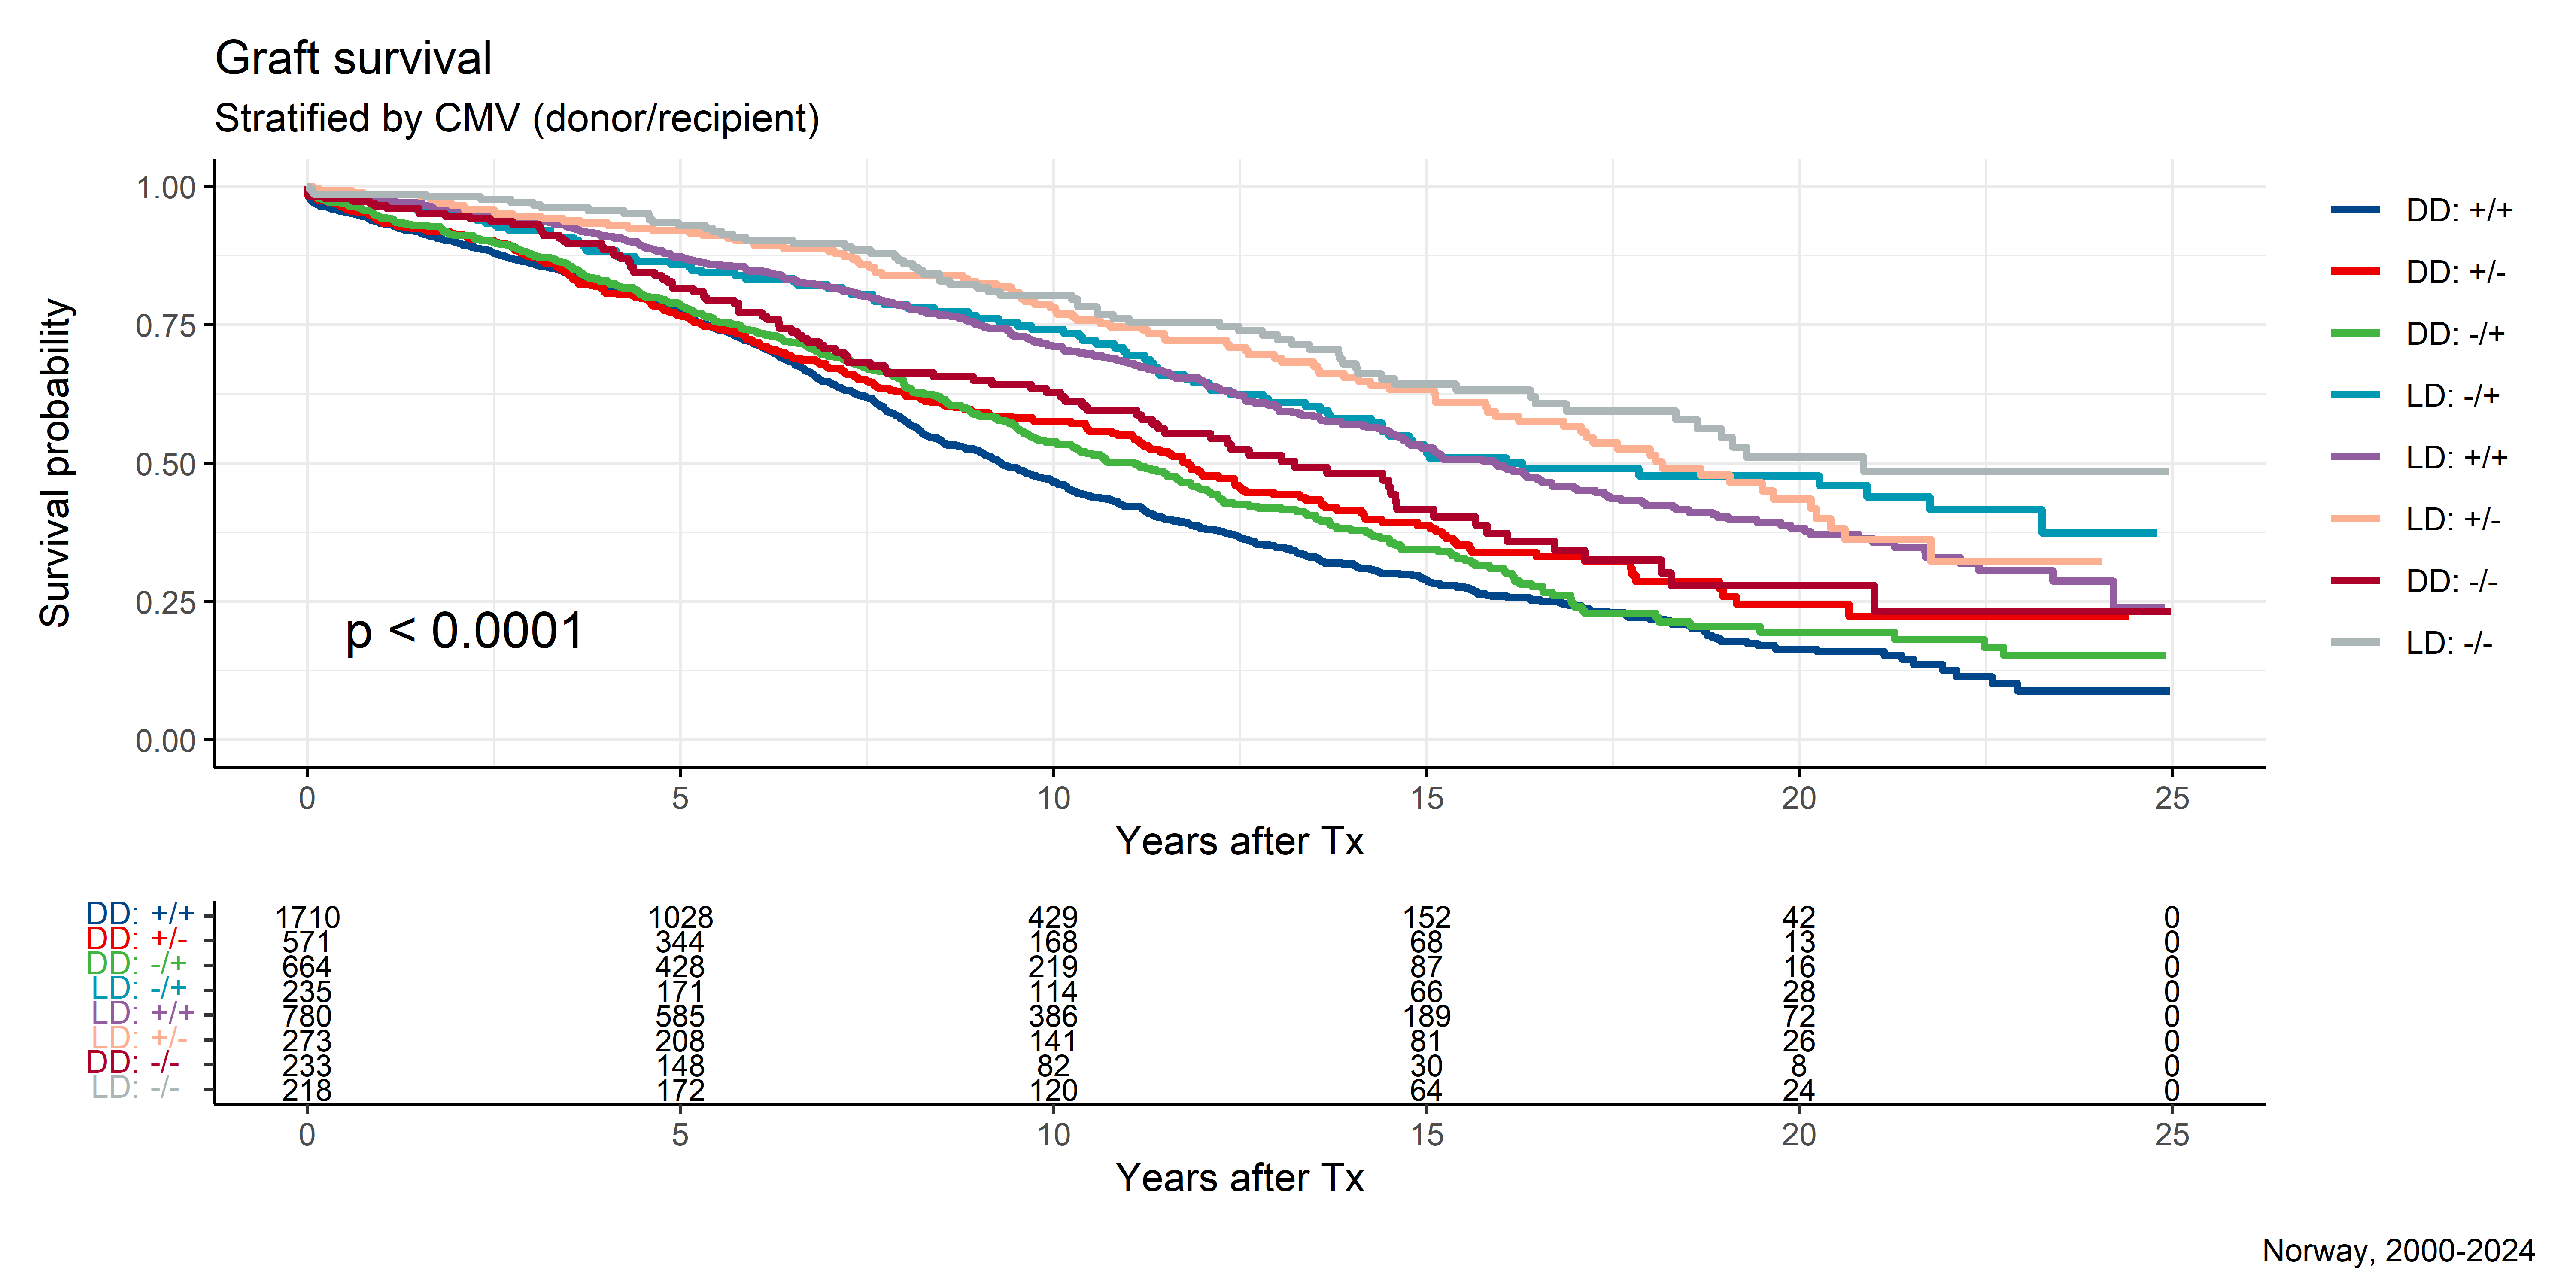 Graft survival
Stratified by CMV (donor/recipient)
Survival probability
1.00
0.75
0.50
0.25
0.00
p < 0.0001
0 5 10 15 20 25
Years after Tx
DD: +/+
DD: +/-
DD: -/+
LD: -/+
LD: +/+
LD: +/-
DD: -/-
LD: -/-
DD: +/+ 1710 1028 429 152 42 0
DD: +/- 571 344 168 68 13 0
DD: -/+ 664 428 219 87 16 0
LD: -/+ 235 171 114 66 28 0
LD: +/+ 780 585 386 189 72 0
LD: +/- 273 208 141 81 26 0
DD: -/- 233 148 82 30 8 0
LD: -/- 218 172 120 64 24 0
0 5 10 15 20 25
Years after Tx
Norway, 2000-2024